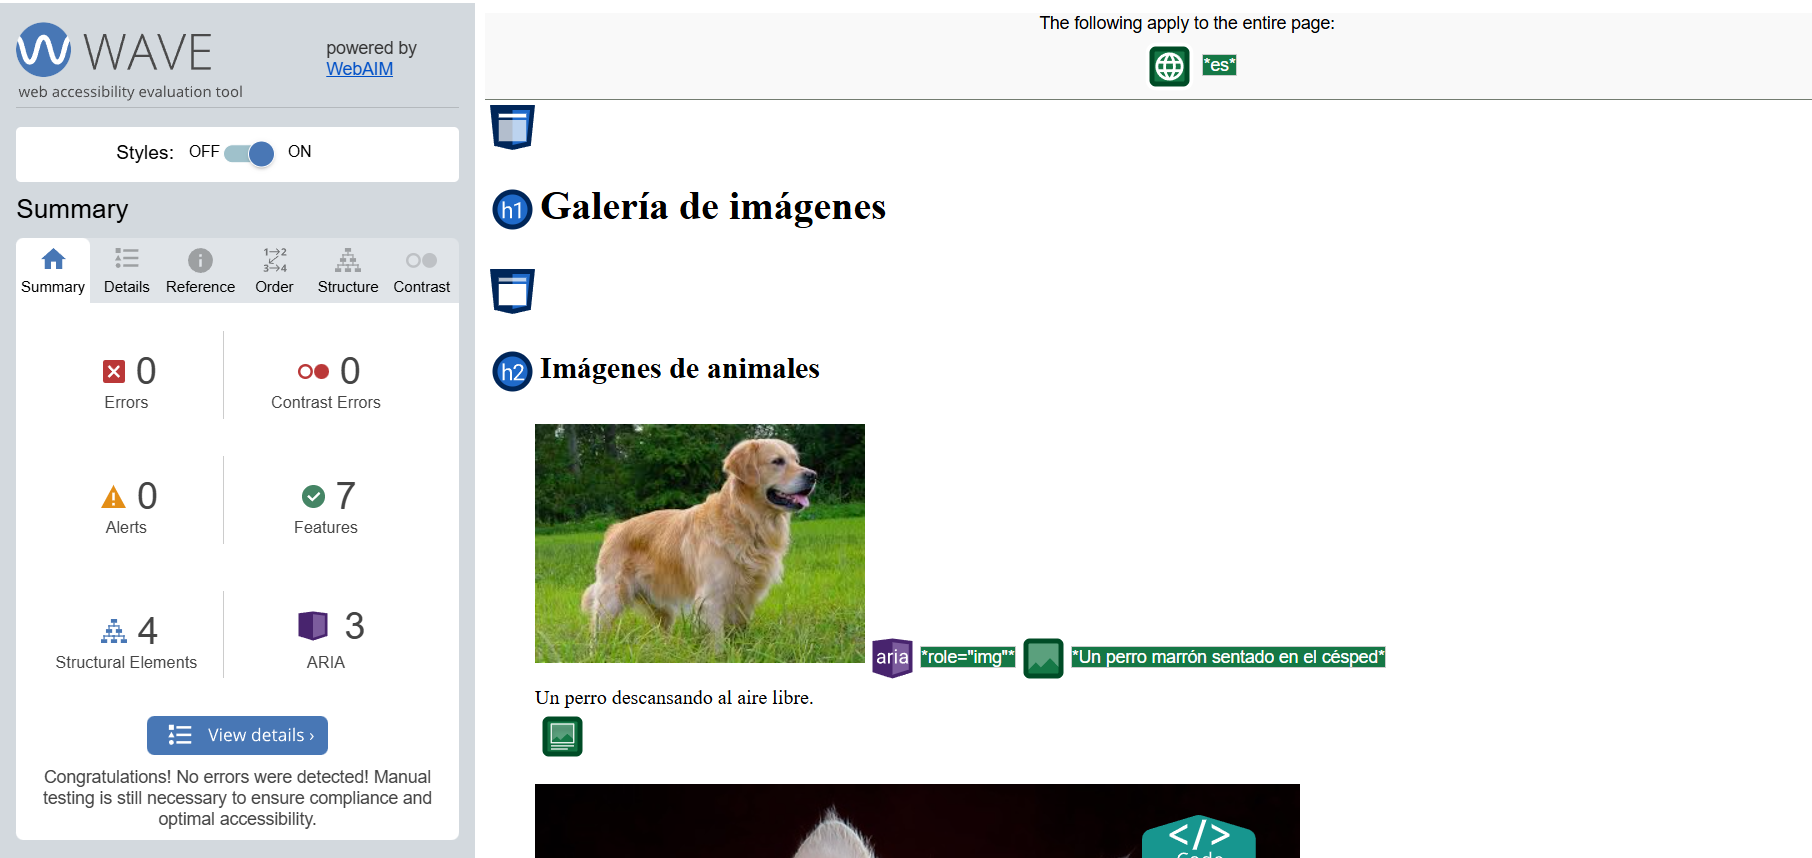 WAVE
powered by
WebAIM
web accessibility evaluation tool
Styles: OFF ON
Summary
Summary Details Reference Order Structure Contrast
0
Errors
0
Contrast Errors
0
Alerts
7
Features
4
Structural Elements
3
ARIA
View details ›
Congratulations! No errors were detected! Manual
testing is still necessary to ensure compliance and
optimal accessibility.
The following apply to the entire page:
*es*
h1 Galería de imágenes
h2 Imágenes de animales
aria *role="img"* *Un perro marrón sentado en el césped*
Un perro descansando al aire libre.
</>
Code